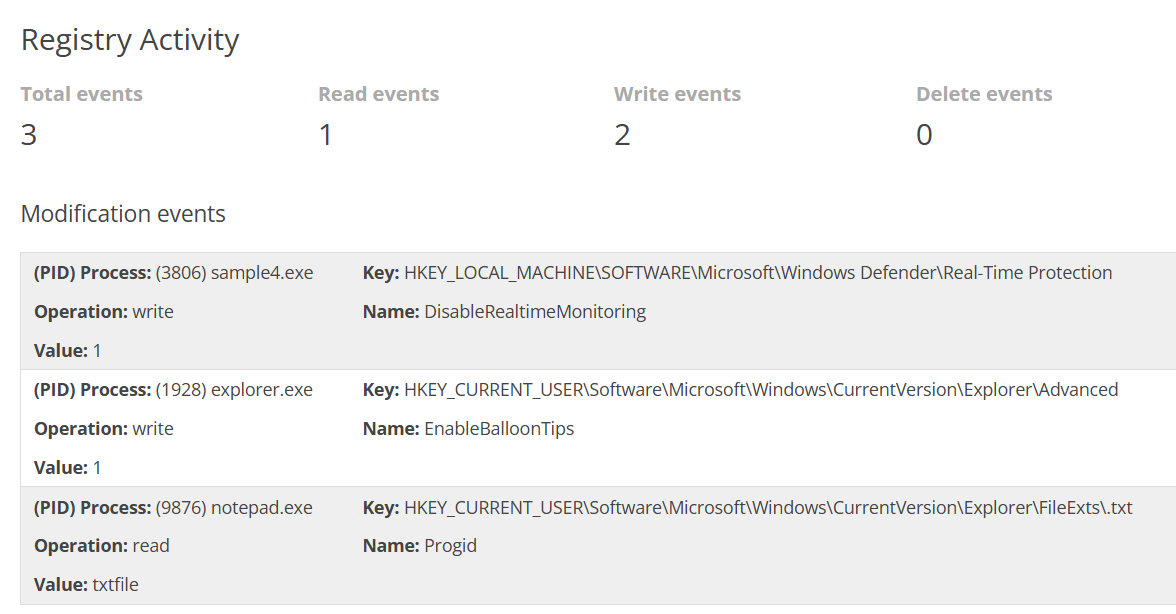 Registry Activity
Total events Read events Write events Delete events
3 1 2 0
Modification events
(PID) Process: (3806) sample4.exe Key: HKEY_LOCAL_MACHINE\SOFTWARE\Microsoft\Windows Defender\Real-Time Protection
Operation: write Name: DisableRealtimeMonitoring
Value: 1
(PID) Process: (1928) explorer.exe Key: HKEY_CURRENT_USER\Software\Microsoft\Windows\CurrentVersion\Explorer\Advanced
Operation: write Name: EnableBalloonTips
Value: 1
(PID) Process: (9876) notepad.exe Key: HKEY_CURRENT_USER\Software\Microsoft\Windows\CurrentVersion\Explorer\FileExts\.txt
Operation: read Name: Progid
Value: txtfile